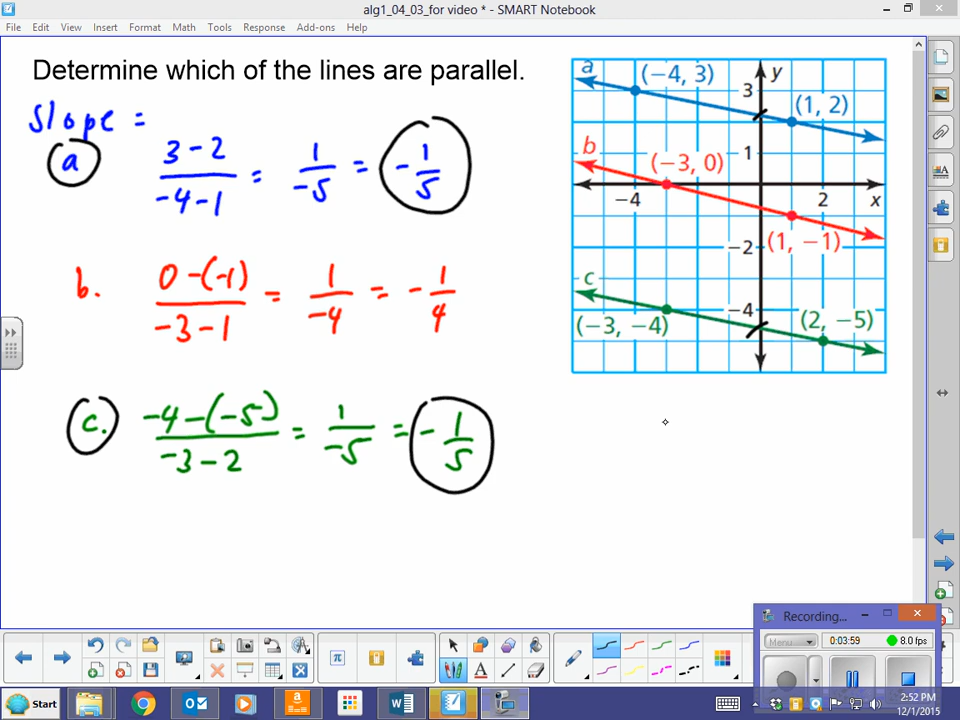 alg1_04_03_for video * - SMART Notebook
File Edit View Insert Format Math Tools Response Add-ons Help
Determine which of the lines are parallel.
Slope =
a 3 - 2 / -4 - 1 = 1 / -5 = - 1 / 5
b. 0 - (-1) / -3 - 1 = 1 / -4 = - 1 / 4
c. -4 - (-5) / -3 - 2 = 1 / -5 = - 1 / 5
a (−4, 3) 3 y
(1, 2)
b (−3, 0) 1
−4 2 x
−2 (1, −1)
c −4
(−3, −4) (2, −5)
Recording...
Menu 0:03:59 8.0 fps
π A
Start
2:52 PM
12/1/2015